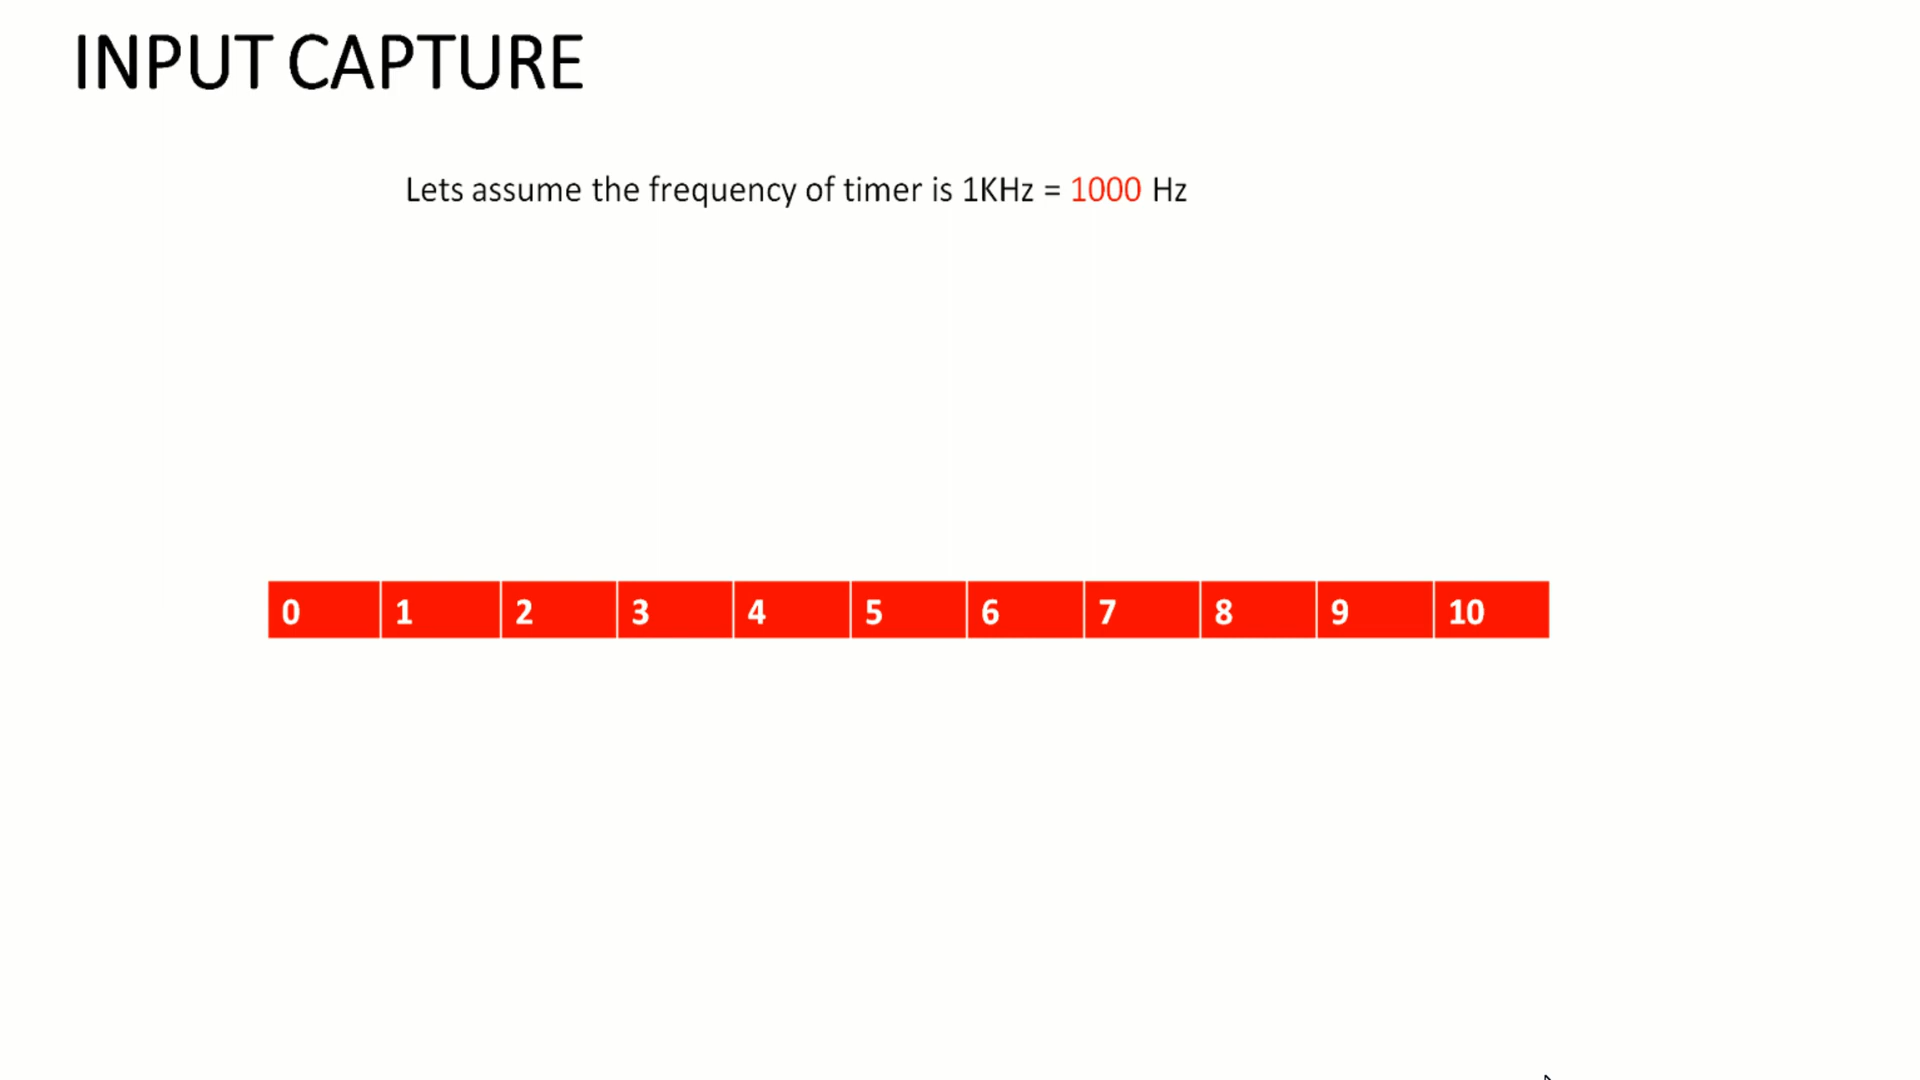 INPUT CAPTURE
Lets assume the frequency of timer is 1KHz = 1000 Hz
0 1 2 3 4 5 6 7 8 9 10